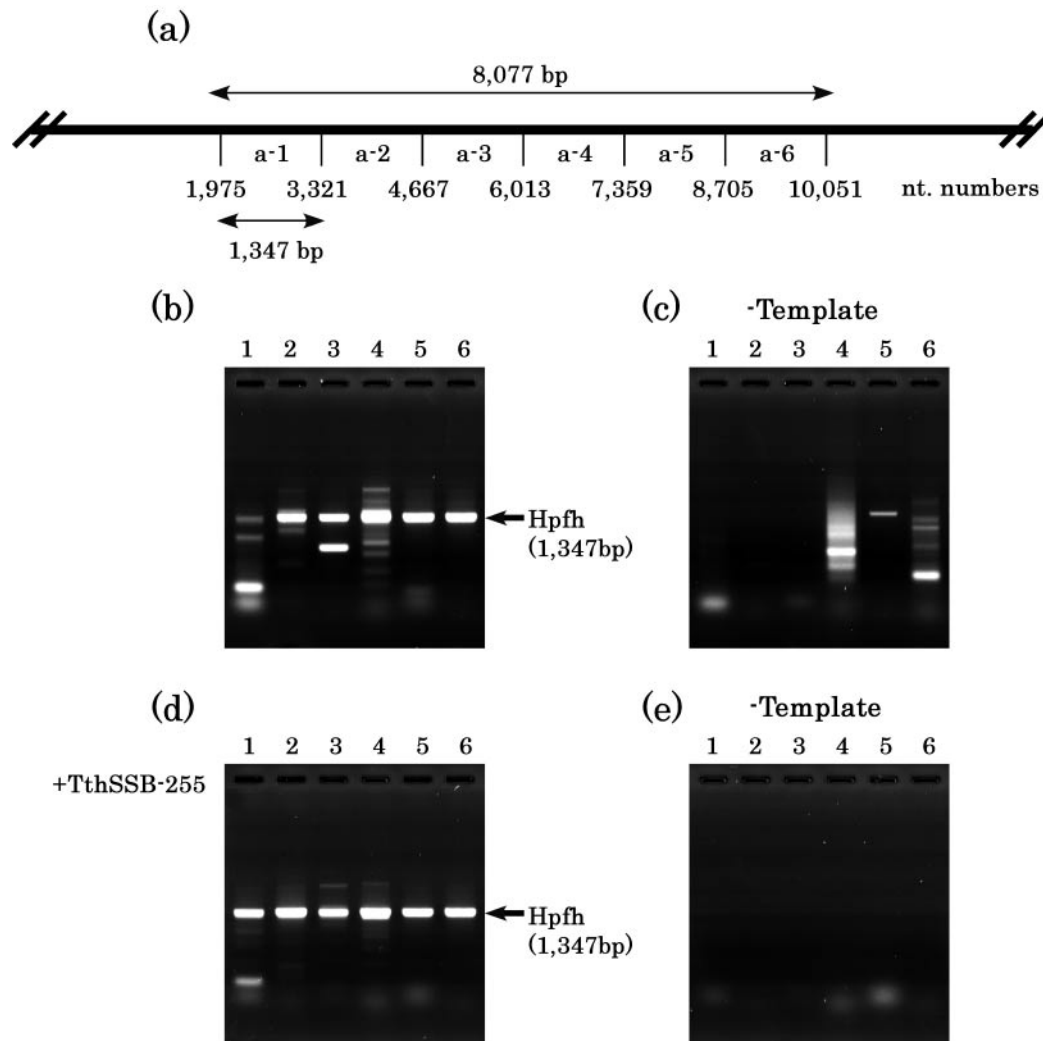 (a)
8,077 bp
a-1 a-2 a-3 a-4 a-5 a-6
1,975 3,321 4,667 6,013 7,359 8,705 10,051 nt. numbers
1,347 bp
(b)
1 2 3 4 5 6
Hpfh
(1,347bp)
(c) -Template
1 2 3 4 5 6
(d)
1 2 3 4 5 6
+TthSSB-255
Hpfh
(1,347bp)
(e) -Template
1 2 3 4 5 6